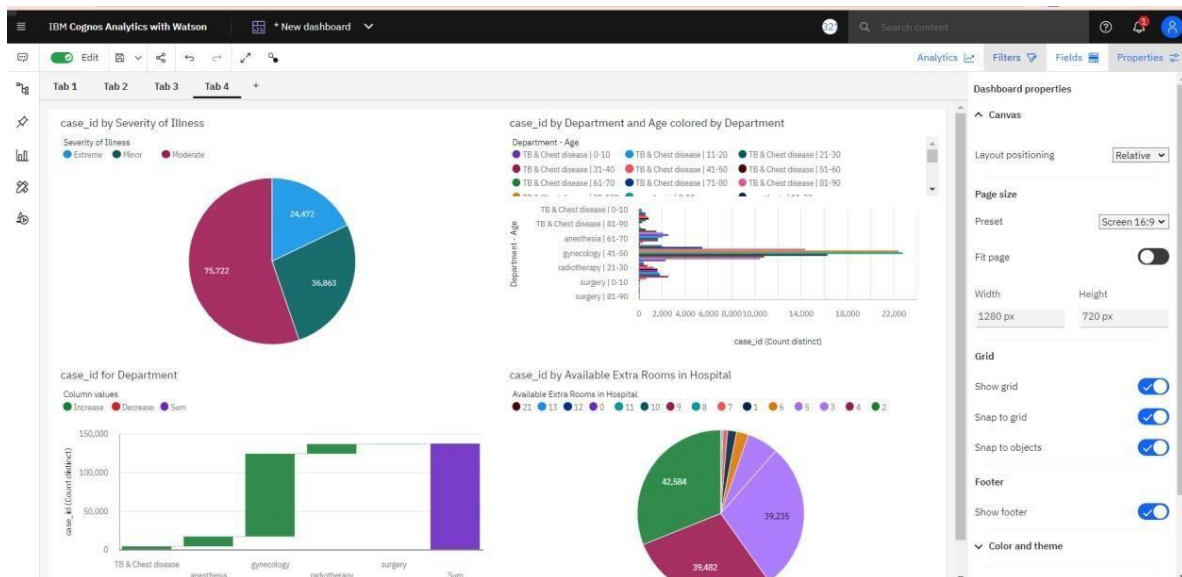 IBM Cognos Analytics with Watson
* New dashboard
Search content
1
Edit
Analytics
Filters
Fields
Properties
Tab 1 Tab 2 Tab 3 Tab 4 +
case_id by Severity of Illness
Severity of Illness
Extreme Minor Moderate
24,472
75,722
36,863
case_id by Department and Age colored by Department
Department - Age
TB & Chest disease | 0-10 TB & Chest disease | 11-20 TB & Chest disease | 21-30
TB & Chest disease | 31-40 TB & Chest disease | 41-50 TB & Chest disease | 51-60
TB & Chest disease | 61-70 TB & Chest disease | 71-80 TB & Chest disease | 81-90
Department - Age
TB & Chest disease | 0-10
TB & Chest disease | 81-90
anesthesia | 61-70
gynecology | 41-50
radiotherapy | 21-30
surgery | 0-10
surgery | 81-90
0 2,000 4,000 6,000 8,000 10,000 14,000 18,000 22,000
case_id (Count distinct)
case_id for Department
Column values
Increase Decrease Sum
case_id (Count distinct)
150,000
100,000
50,000
0
TB & Chest disease gynecology surgery
anesthesia radiotherapy Sum
case_id by Available Extra Rooms in Hospital
Available Extra Rooms in Hospital
21 13 12 0 11 10 9 8 7 1 6 5 3 4 2
42,584
39,235
39,482
Dashboard properties
Canvas
Layout positioning Relative
Page size
Preset Screen 16:9
Fit page
Width Height
1280 px 720 px
Grid
Show grid
Snap to grid
Snap to objects
Footer
Show footer
Color and theme